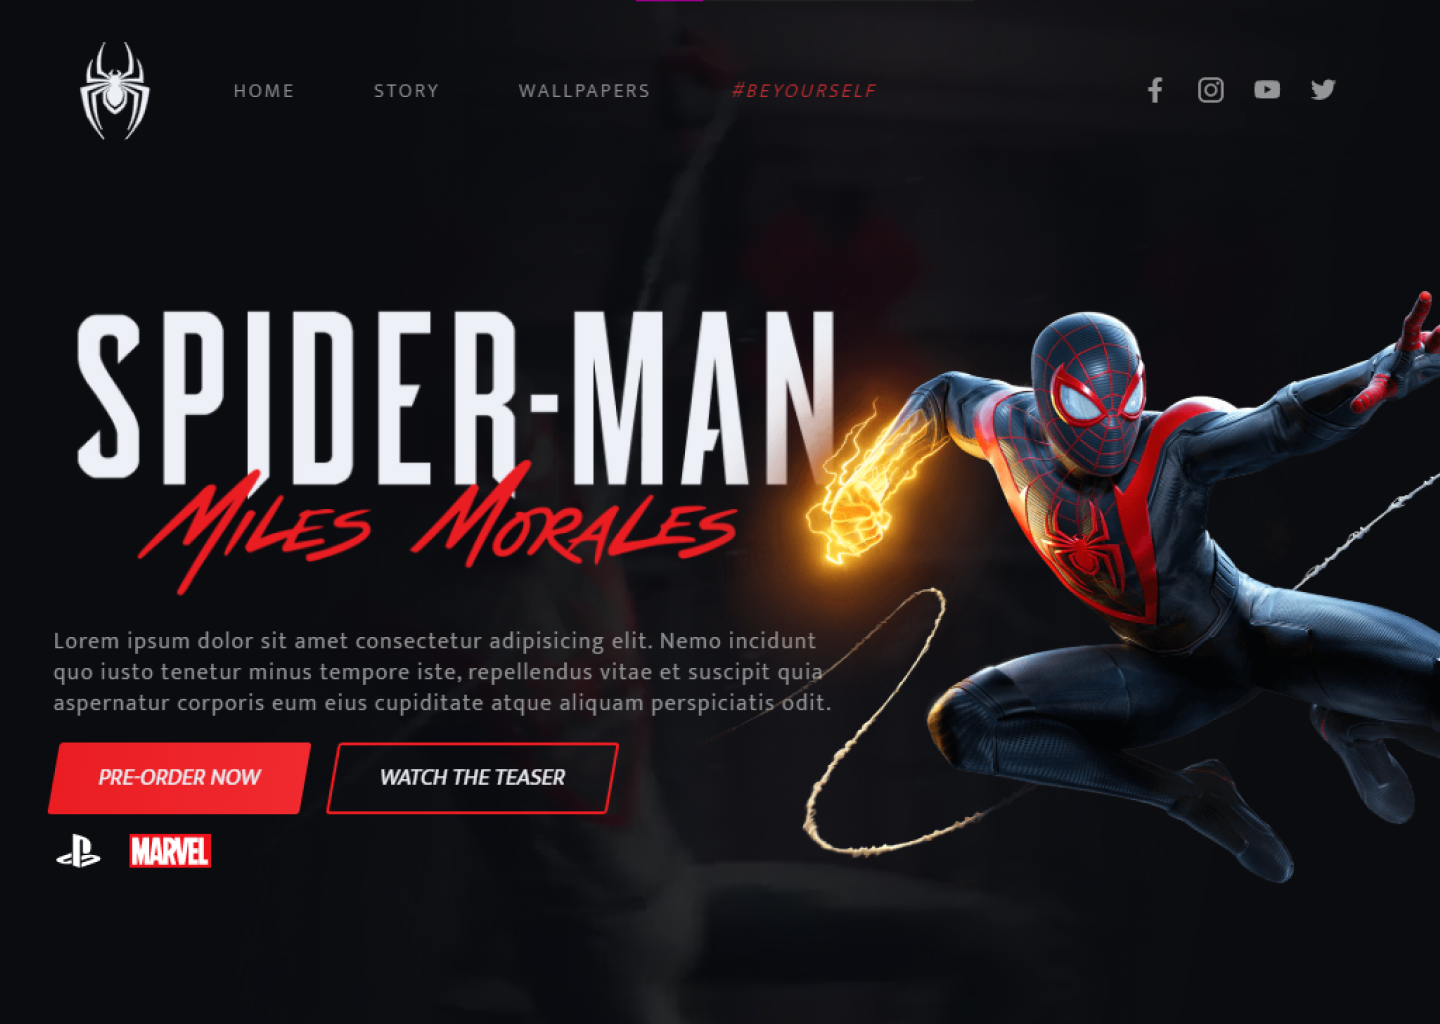 HOME
STORY
WALLPAPERS
#BEYOURSELF
SPIDER-MAN
MILES MORALES
Lorem ipsum dolor sit amet consectetur adipisicing elit. Nemo incidunt
quo iusto tenetur minus tempore iste, repellendus vitae et suscipit quia
aspernatur corporis eum eius cupiditate atque aliquam perspiciatis odit.
PRE-ORDER NOW
WATCH THE TEASER
MARVEL